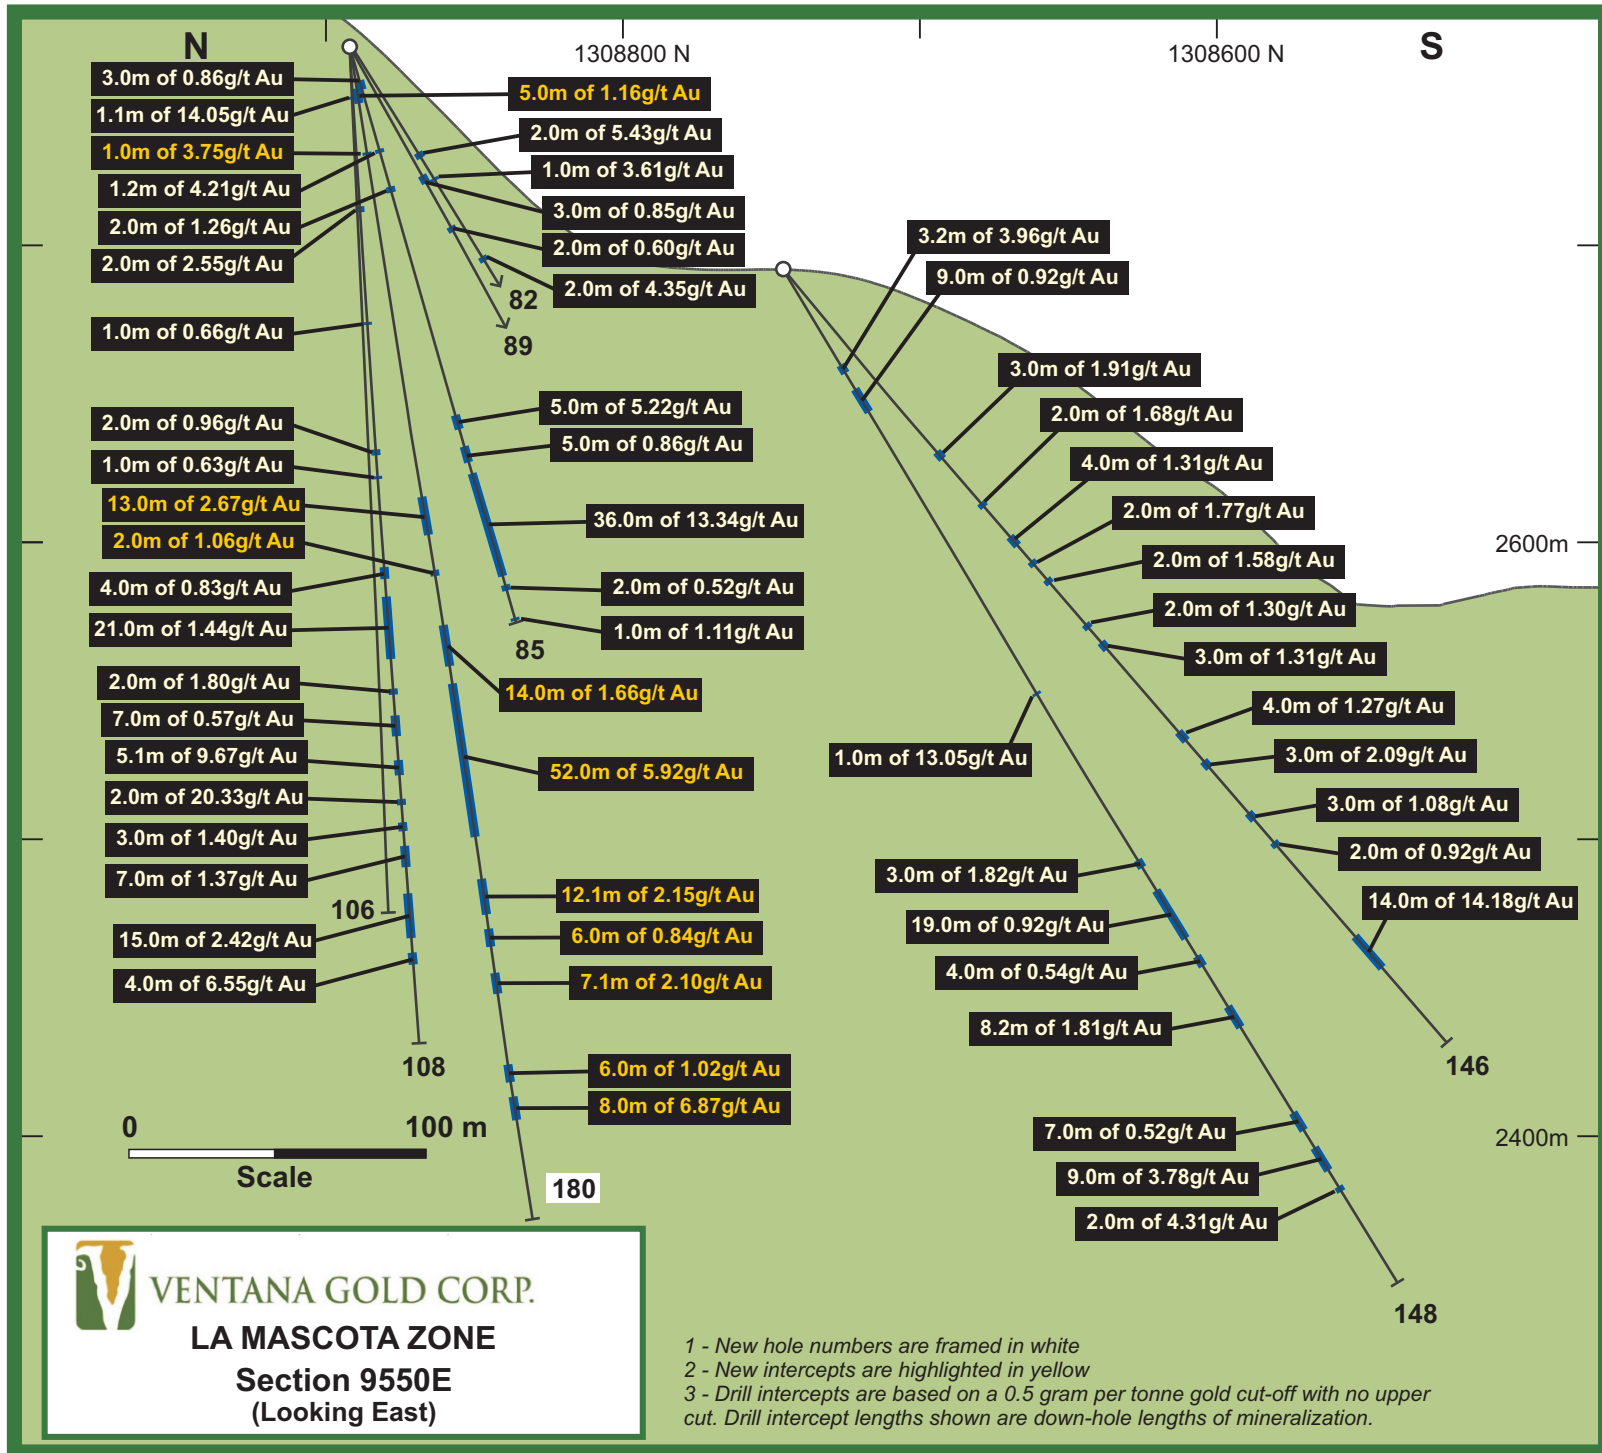 N
1308800 N
1308600 N
S
3.0m of 0.86g/t Au
1.1m of 14.05g/t Au
1.0m of 3.75g/t Au
1.2m of 4.21g/t Au
2.0m of 1.26g/t Au
2.0m of 2.55g/t Au
1.0m of 0.66g/t Au
2.0m of 0.96g/t Au
1.0m of 0.63g/t Au
13.0m of 2.67g/t Au
2.0m of 1.06g/t Au
4.0m of 0.83g/t Au
21.0m of 1.44g/t Au
2.0m of 1.80g/t Au
7.0m of 0.57g/t Au
5.1m of 9.67g/t Au
2.0m of 20.33g/t Au
3.0m of 1.40g/t Au
7.0m of 1.37g/t Au
106
15.0m of 2.42g/t Au
4.0m of 6.55g/t Au
108
5.0m of 1.16g/t Au
2.0m of 5.43g/t Au
1.0m of 3.61g/t Au
3.0m of 0.85g/t Au
2.0m of 0.60g/t Au
2.0m of 4.35g/t Au
82
89
5.0m of 5.22g/t Au
5.0m of 0.86g/t Au
36.0m of 13.34g/t Au
2.0m of 0.52g/t Au
1.0m of 1.11g/t Au
85
14.0m of 1.66g/t Au
52.0m of 5.92g/t Au
12.1m of 2.15g/t Au
6.0m of 0.84g/t Au
7.1m of 2.10g/t Au
6.0m of 1.02g/t Au
8.0m of 6.87g/t Au
180
3.2m of 3.96g/t Au
9.0m of 0.92g/t Au
3.0m of 1.91g/t Au
2.0m of 1.68g/t Au
4.0m of 1.31g/t Au
2.0m of 1.77g/t Au
2.0m of 1.58g/t Au
2.0m of 1.30g/t Au
3.0m of 1.31g/t Au
4.0m of 1.27g/t Au
3.0m of 2.09g/t Au
3.0m of 1.08g/t Au
2.0m of 0.92g/t Au
14.0m of 14.18g/t Au
146
1.0m of 13.05g/t Au
3.0m of 1.82g/t Au
19.0m of 0.92g/t Au
4.0m of 0.54g/t Au
8.2m of 1.81g/t Au
7.0m of 0.52g/t Au
9.0m of 3.78g/t Au
2.0m of 4.31g/t Au
148
2600m
2400m
0 100 m
Scale
VENTANA GOLD CORP.
LA MASCOTA ZONE
Section 9550E
(Looking East)
1 - New hole numbers are framed in white
2 - New intercepts are highlighted in yellow
3 - Drill intercepts are based on a 0.5 gram per tonne gold cut-off with no upper
cut. Drill intercept lengths shown are down-hole lengths of mineralization.